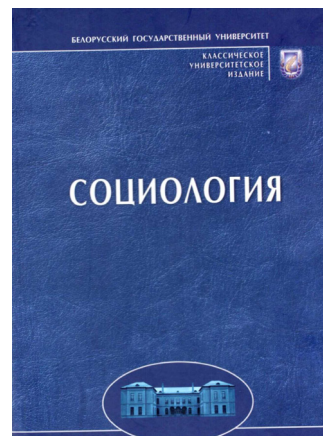 БЕЛОРУССКИЙ ГОСУДАРСТВЕННЫЙ УНИВЕРСИТЕТ
КЛАССИЧЕСКОЕ
УНИВЕРСИТЕТСКОЕ
ИЗДАНИЕ
СОЦИОЛОГИЯ